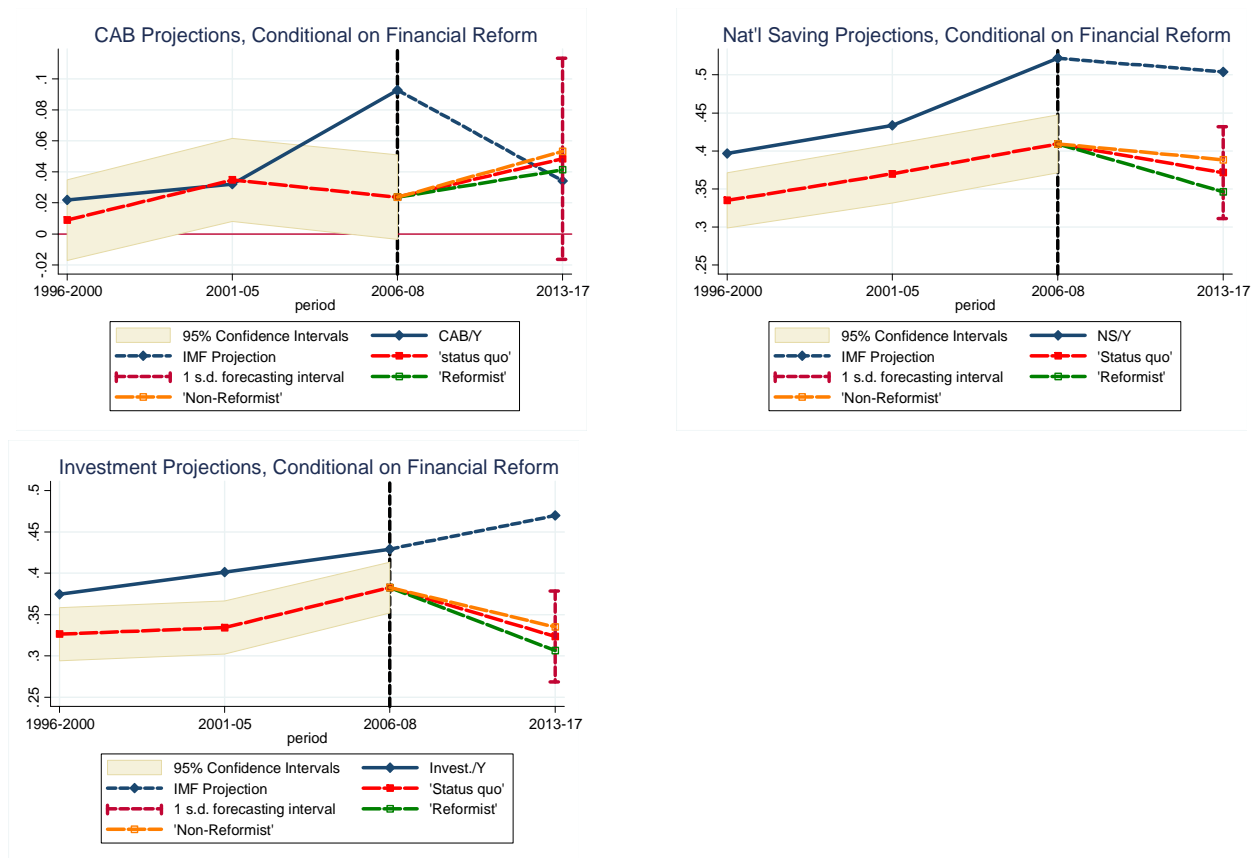 CAB Projections, Conditional on Financial Reform
.1
.08
.06
.04
.02
0
-.02
1996-2000 2001-05 2006-08 2013-17
period
95% Confidence Intervals CAB/Y
IMF Projection 'status quo'
1 s.d. forecasting interval 'Reformist'
'Non-Reformist'
Nat'l Saving Projections, Conditional on Financial Reform
.5
.45
.4
.35
.3
.25
1996-2000 2001-05 2006-08 2013-17
period
95% Confidence Intervals NS/Y
IMF Projection 'Status quo'
1 s.d. forecasting interval 'Reformist'
'Non-Reformist'
Investment Projections, Conditional on Financial Reform
.5
.45
.4
.35
.3
.25
1996-2000 2001-05 2006-08 2013-17
period
95% Confidence Intervals Invest./Y
IMF Projection 'Status quo'
1 s.d. forecasting interval 'Reformist'
'Non-Reformist'